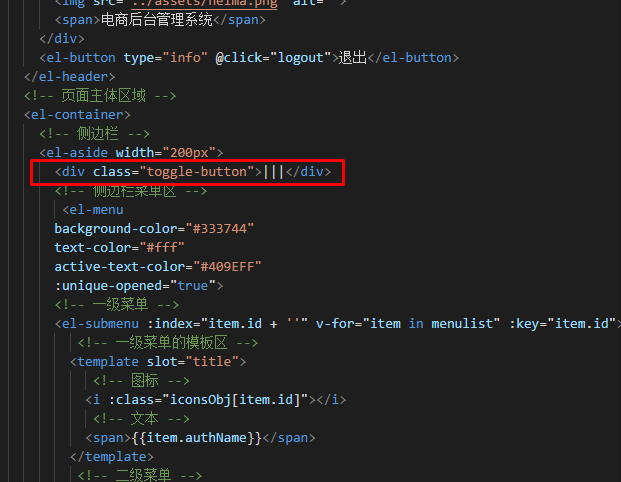 <img src="../assets/heima.png" alt="">
<span>电商后台管理系统</span>
</div>
<el-button type="info" @click="logout">退出</el-button>
</el-header>
<!-- 页面主体区域 -->
<el-container>
<!-- 侧边栏 -->
<el-aside width="200px">
<div class="toggle-button">|||</div>
<!-- 侧边栏菜单区 -->
<el-menu
background-color="#333744"
text-color="#fff"
active-text-color="#409EFF"
:unique-opened="true">
<!-- 一级菜单 -->
<el-submenu :index="item.id + ''" v-for="item in menulist" :key="item.id">
<!-- 一级菜单的模板区 -->
<template slot="title">
<!-- 图标 -->
<i :class="iconsObj[item.id]"></i>
<!-- 文本 -->
<span>{{item.authName}}</span>
</template>
<!-- 二级菜单 -->